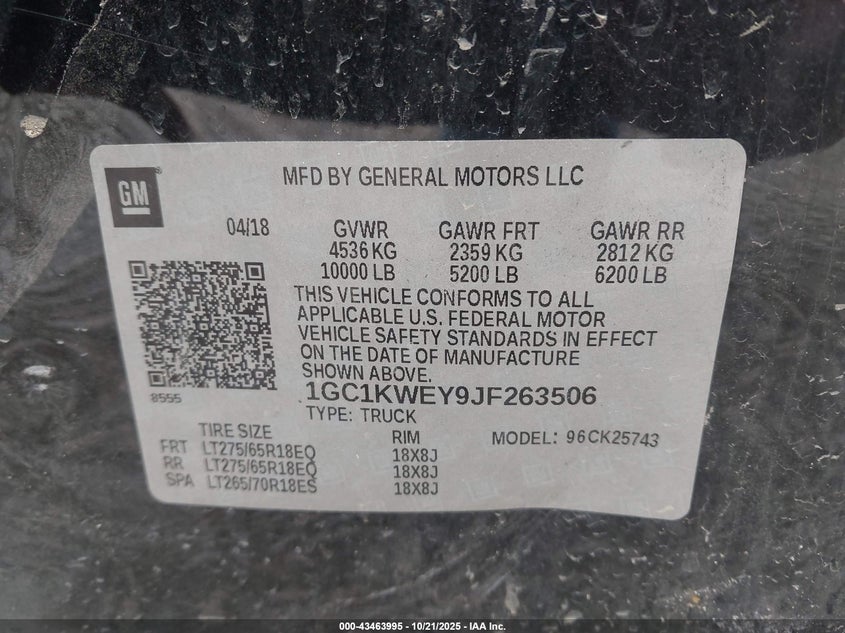 GM
MFD BY GENERAL MOTORS LLC
04/18 GVWR GAWR FRT GAWR RR
4536 KG 2359 KG 2812 KG
10000 LB 5200 LB 6200 LB
THIS VEHICLE CONFORMS TO ALL
APPLICABLE U.S. FEDERAL MOTOR
VEHICLE SAFETY STANDARDS IN EFFECT
ON THE DATE OF MANUFACTURE
SHOWN ABOVE.
8555
1GC1KWEY9JF263506
TYPE: TRUCK
TIRE SIZE RIM MODEL: 96CK25743
FRT LT275/65R18EQ 18X8J
RR LT275/65R18EQ 18X8J
SPA LT265/70R18ES 18X8J
000-43463995 - 10/21/2025 - IAA Inc.